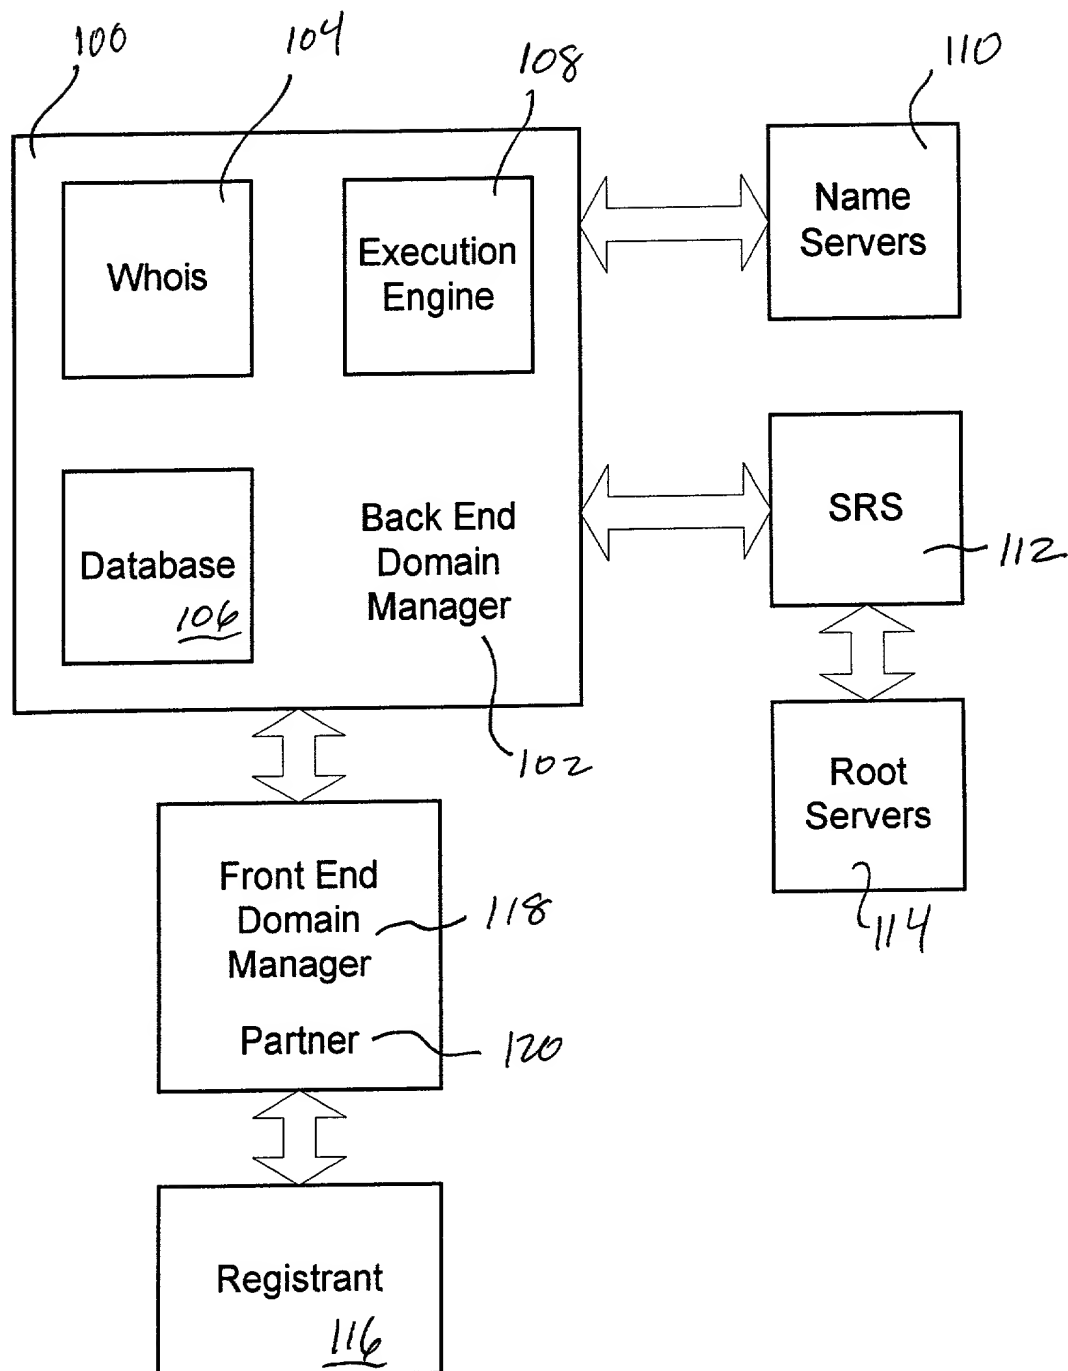 100
104
108
110
Whois
Execution
Engine
Name
Servers
Database
106
Back End
Domain
Manager
102
SRS
112
Root
Servers
114
Front End
Domain
Manager
118
Partner
120
Registrant
116